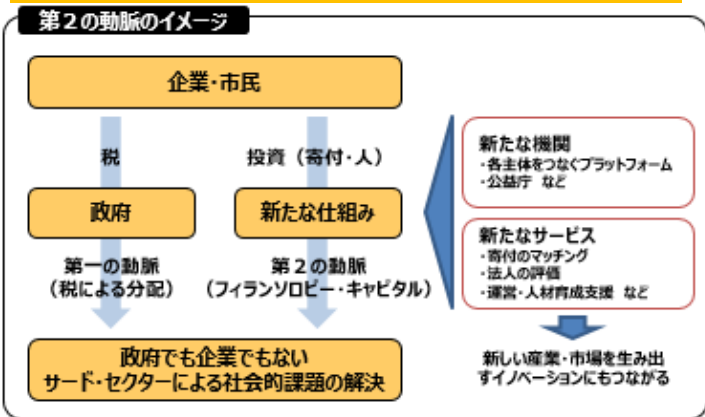 第2の動脈のイメージ
企業・市民
税
投資（寄付・人）
政府
新たな仕組み
第一の動脈
（税による分配）
第2の動脈
（フィランソロピー・キャピタル）
政府でも企業でもない
サード・セクターによる社会的課題の解決
新たな機関
・各主体をつなぐプラットフォーム
・公益庁 など
新たなサービス
・寄付のマッチング
・法人の評価
・運営・人材育成支援 など
新しい産業・市場を生み出
すイノベーションにもつながる